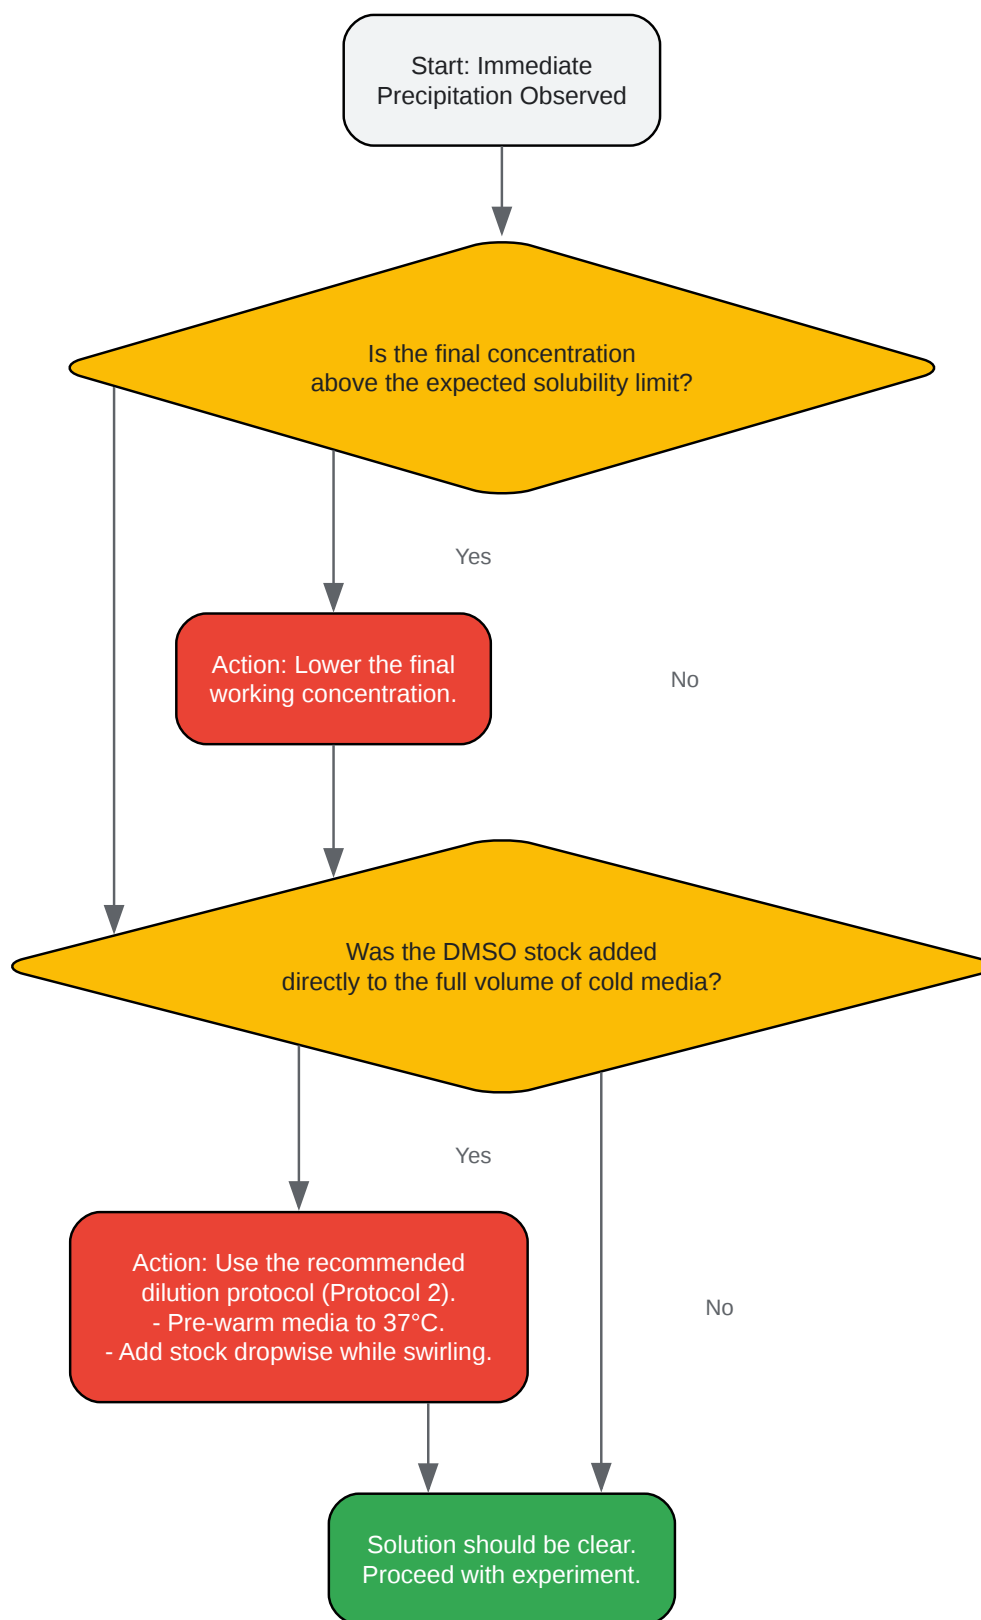 Start: Immediate
Precipitation Observed
Is the final concentration
above the expected solubility limit?
Yes
Action: Lower the final
working concentration.
No
Was the DMSO stock added
directly to the full volume of cold media?
Yes
Action: Use the recommended
dilution protocol (Protocol 2).
- Pre-warm media to 37°C.
- Add stock dropwise while swirling.
No
Solution should be clear.
Proceed with experiment.